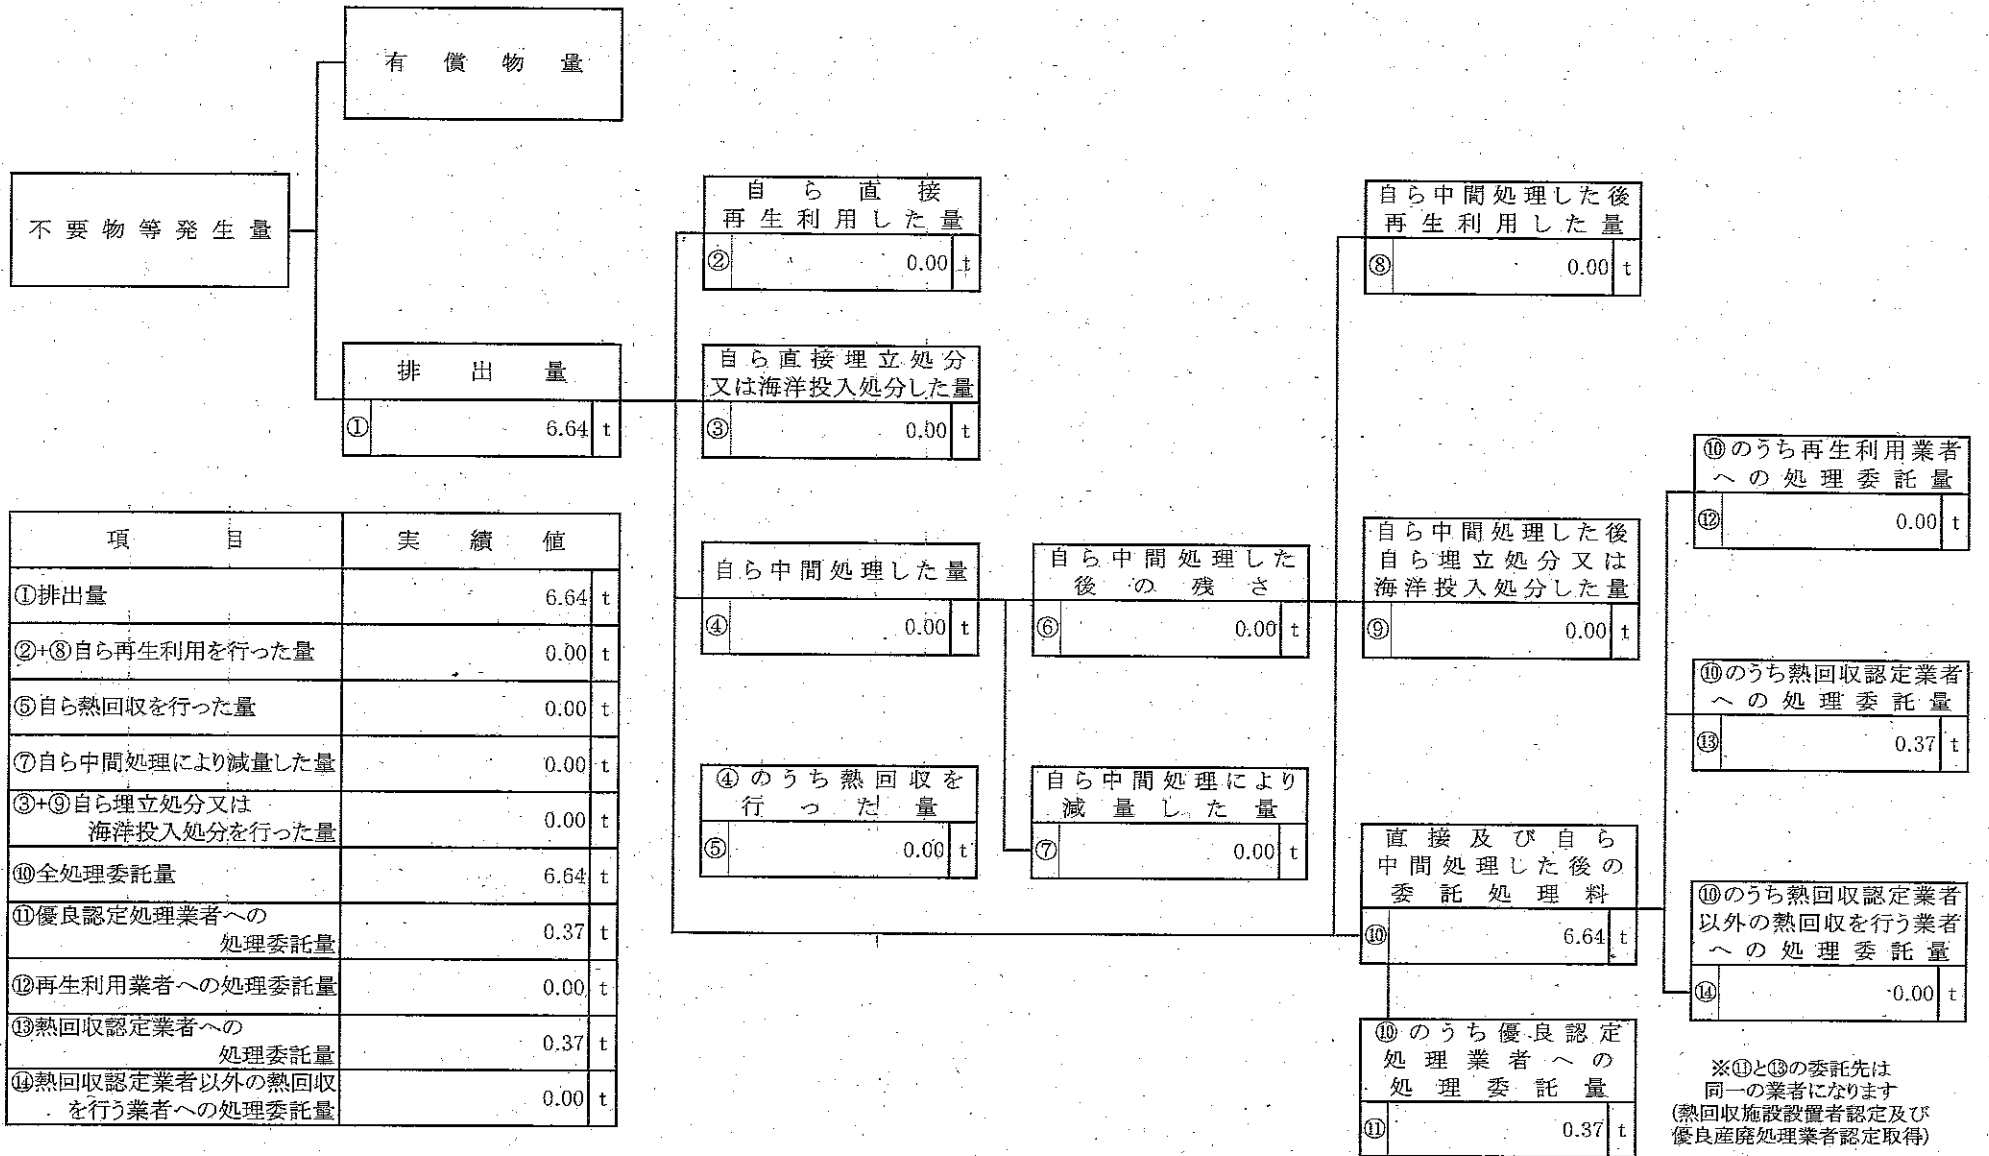 有償物量
不要物等発生量
自ら直接
再生利用した量
② 0.00 t
自ら中間処理した後
再生利用した量
⑧ 0.00 t
排出量
① 6.64 t
自ら直接埋立処分
又は海洋投入処分した量
③ 0.00 t
⑩のうち再生利用業者
への処理委託量
⑫ 0.00 t
自ら中間処理した量
④ 0.00 t
自ら中間処理した
後の残さ
⑥ 0.00 t
自ら中間処理した後
自ら埋立処分又は
海洋投入処分した量
⑨ 0.00 t
⑩のうち熱回収認定業者
への処理委託量
⑬ 0.37 t
④のうち熱回収を
行った量
⑤ 0.00 t
自ら中間処理により
減量した量
⑦ 0.00 t
直接及び自ら
中間処理した後の
委託処理料
⑩ 6.64 t
⑩のうち熱回収認定業者
以外の熱回収を行う業者
への処理委託量
⑭ 0.00 t
⑩のうち優良認定
処理業者への
処理委託量
⑪ 0.37 t
※⑪と⑬の委託先は
同一の業者になります
(熱回収施設設置者認定及び
優良産廃処理業者認定取得)
項目 実績値
①排出量 6.64 t
②+⑧自ら再生利用を行った量 0.00 t
⑤自ら熱回収を行った量 0.00 t
⑦自ら中間処理により減量した量 0.00 t
③+⑨自ら埋立処分又は
海洋投入処分を行った量 0.00 t
⑩全処理委託量 6.64 t
⑪優良認定処理業者への
処理委託量 0.37 t
⑫再生利用業者への処理委託量 0.00 t
⑬熱回収認定業者への
処理委託量 0.37 t
⑭熱回収認定業者以外の熱回収
を行う業者への処理委託量 0.00 t